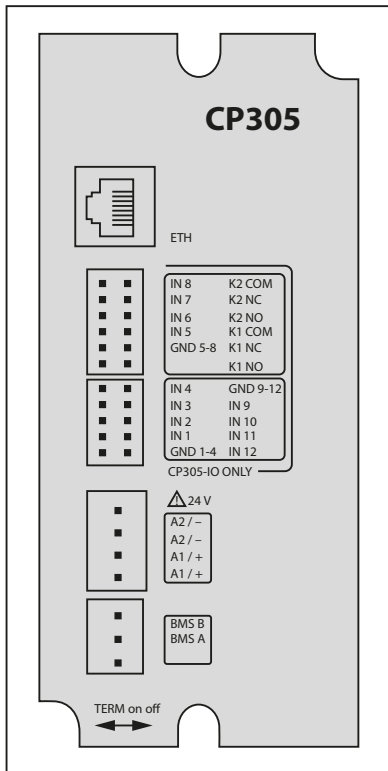 CP305
ETH
IN 8 K2 COM
IN 7 K2 NC
IN 6 K2 NO
IN 5 K1 COM
GND 5-8 K1 NC
K1 NO
IN 4 GND 9-12
IN 3 IN 9
IN 2 IN 10
IN 1 IN 11
GND 1-4 IN 12
CP305-IO ONLY
⚠ 24 V
A2 / –
A2 / –
A1 / +
A1 / +
BMS B
BMS A
TERM on off